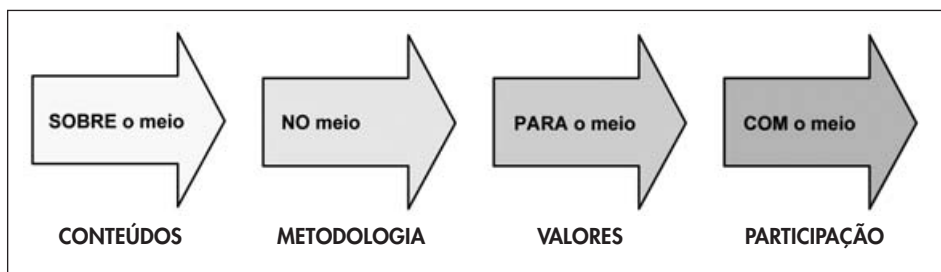 SOBRE o meio
NO meio
PARA o meio
COM o meio
CONTEÚDOS
METODOLOGIA
VALORES
PARTICIPAÇÃO